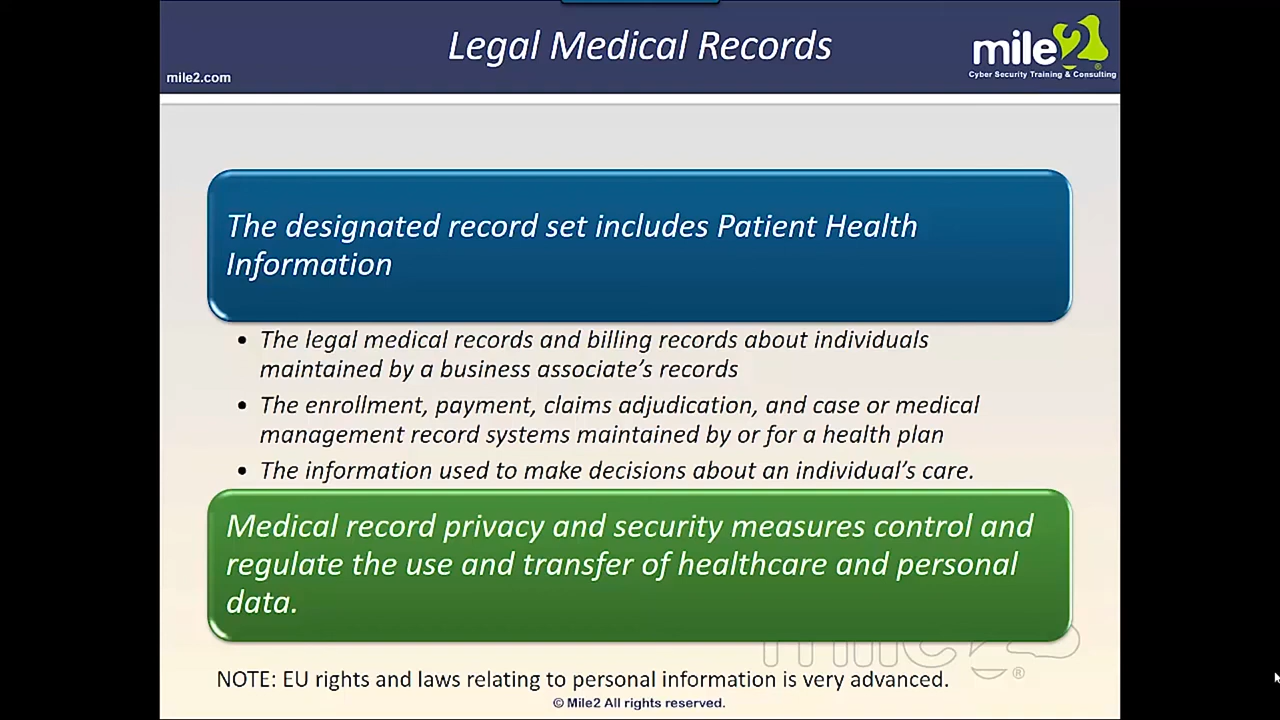 Legal Medical Records
mile2
mile2.com
Cyber Security Training & Consulting
The designated record set includes Patient Health
Information
• The legal medical records and billing records about individuals
maintained by a business associate's records
• The enrollment, payment, claims adjudication, and case or medical
management record systems maintained by or for a health plan
• The information used to make decisions about an individual's care.
Medical record privacy and security measures control and
regulate the use and transfer of healthcare and personal
data.
mile2 ®
NOTE: EU rights and laws relating to personal information is very advanced.
© Mile2 All rights reserved.